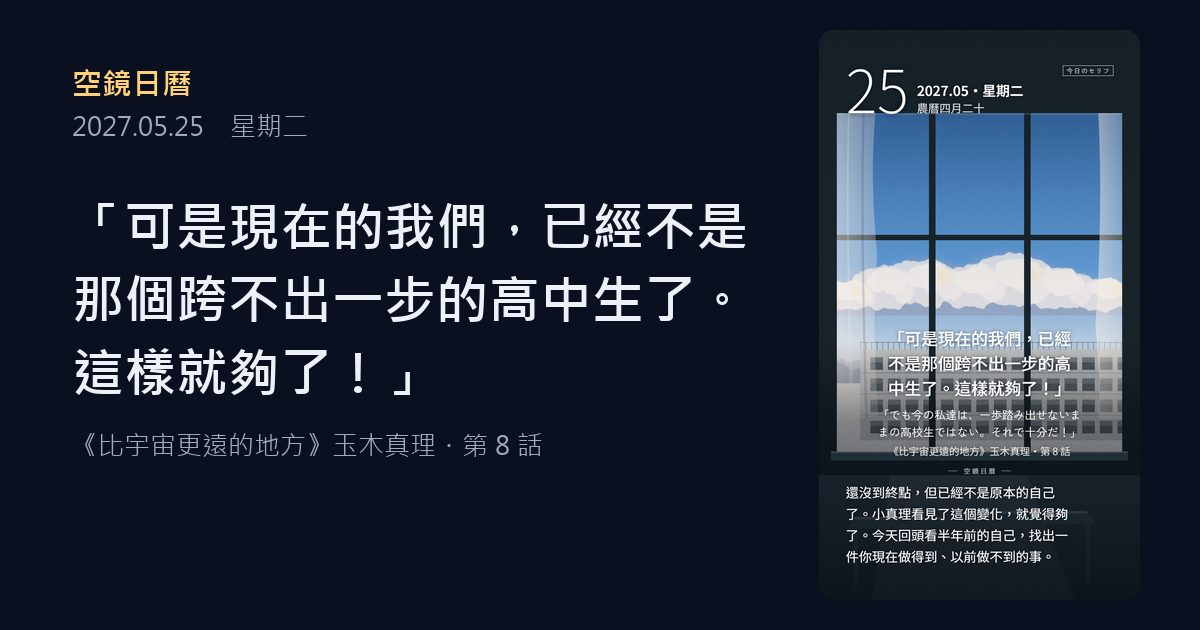 空鏡日曆
2027.05.25 星期二
「可是現在的我們，已經不是
那個跨不出一步的高中生了。
這樣就夠了！」
《比宇宙更遠的地方》玉木真理・第 8 話
今日のセリフ
25
2027.05・星期二
農曆四月二十
「可是現在的我們，已經
不是那個跨不出一步的高
中生了。這樣就夠了！」
「でも今の私達は、一歩踏み出せないま
まの高校生ではない。それで十分だ！」
《比宇宙更遠的地方》玉木真理・第 8 話
— 空鏡日曆 —
還沒到終點，但已經不是原本的自己
了。小真理看見了這個變化，就覺得夠
了。今天回頭看半年前的自己，找出一
件你現在做得到、以前做不到的事。